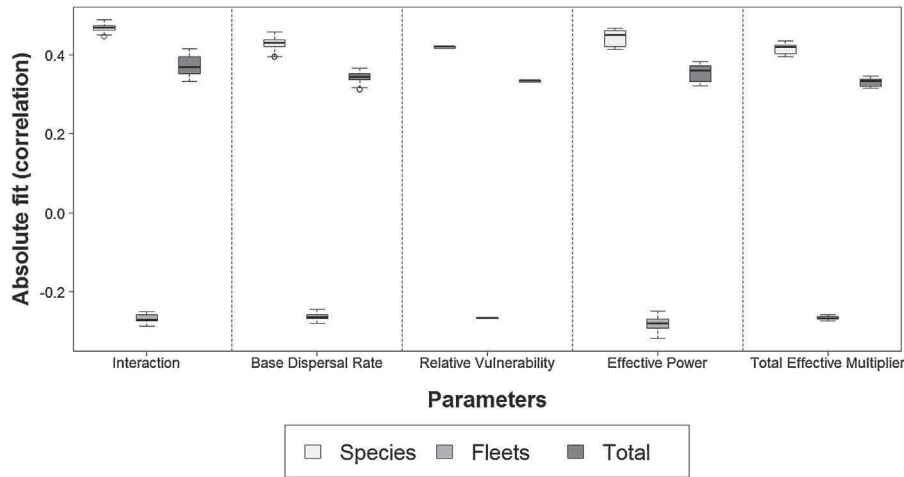 Absolute fit (correlation)
0.4
0.2
0.0
-0.2
Interaction
Base Dispersal Rate
Relative Vulnerability
Effective Power
Total Effective Multiplier
Parameters
Species
Fleets
Total